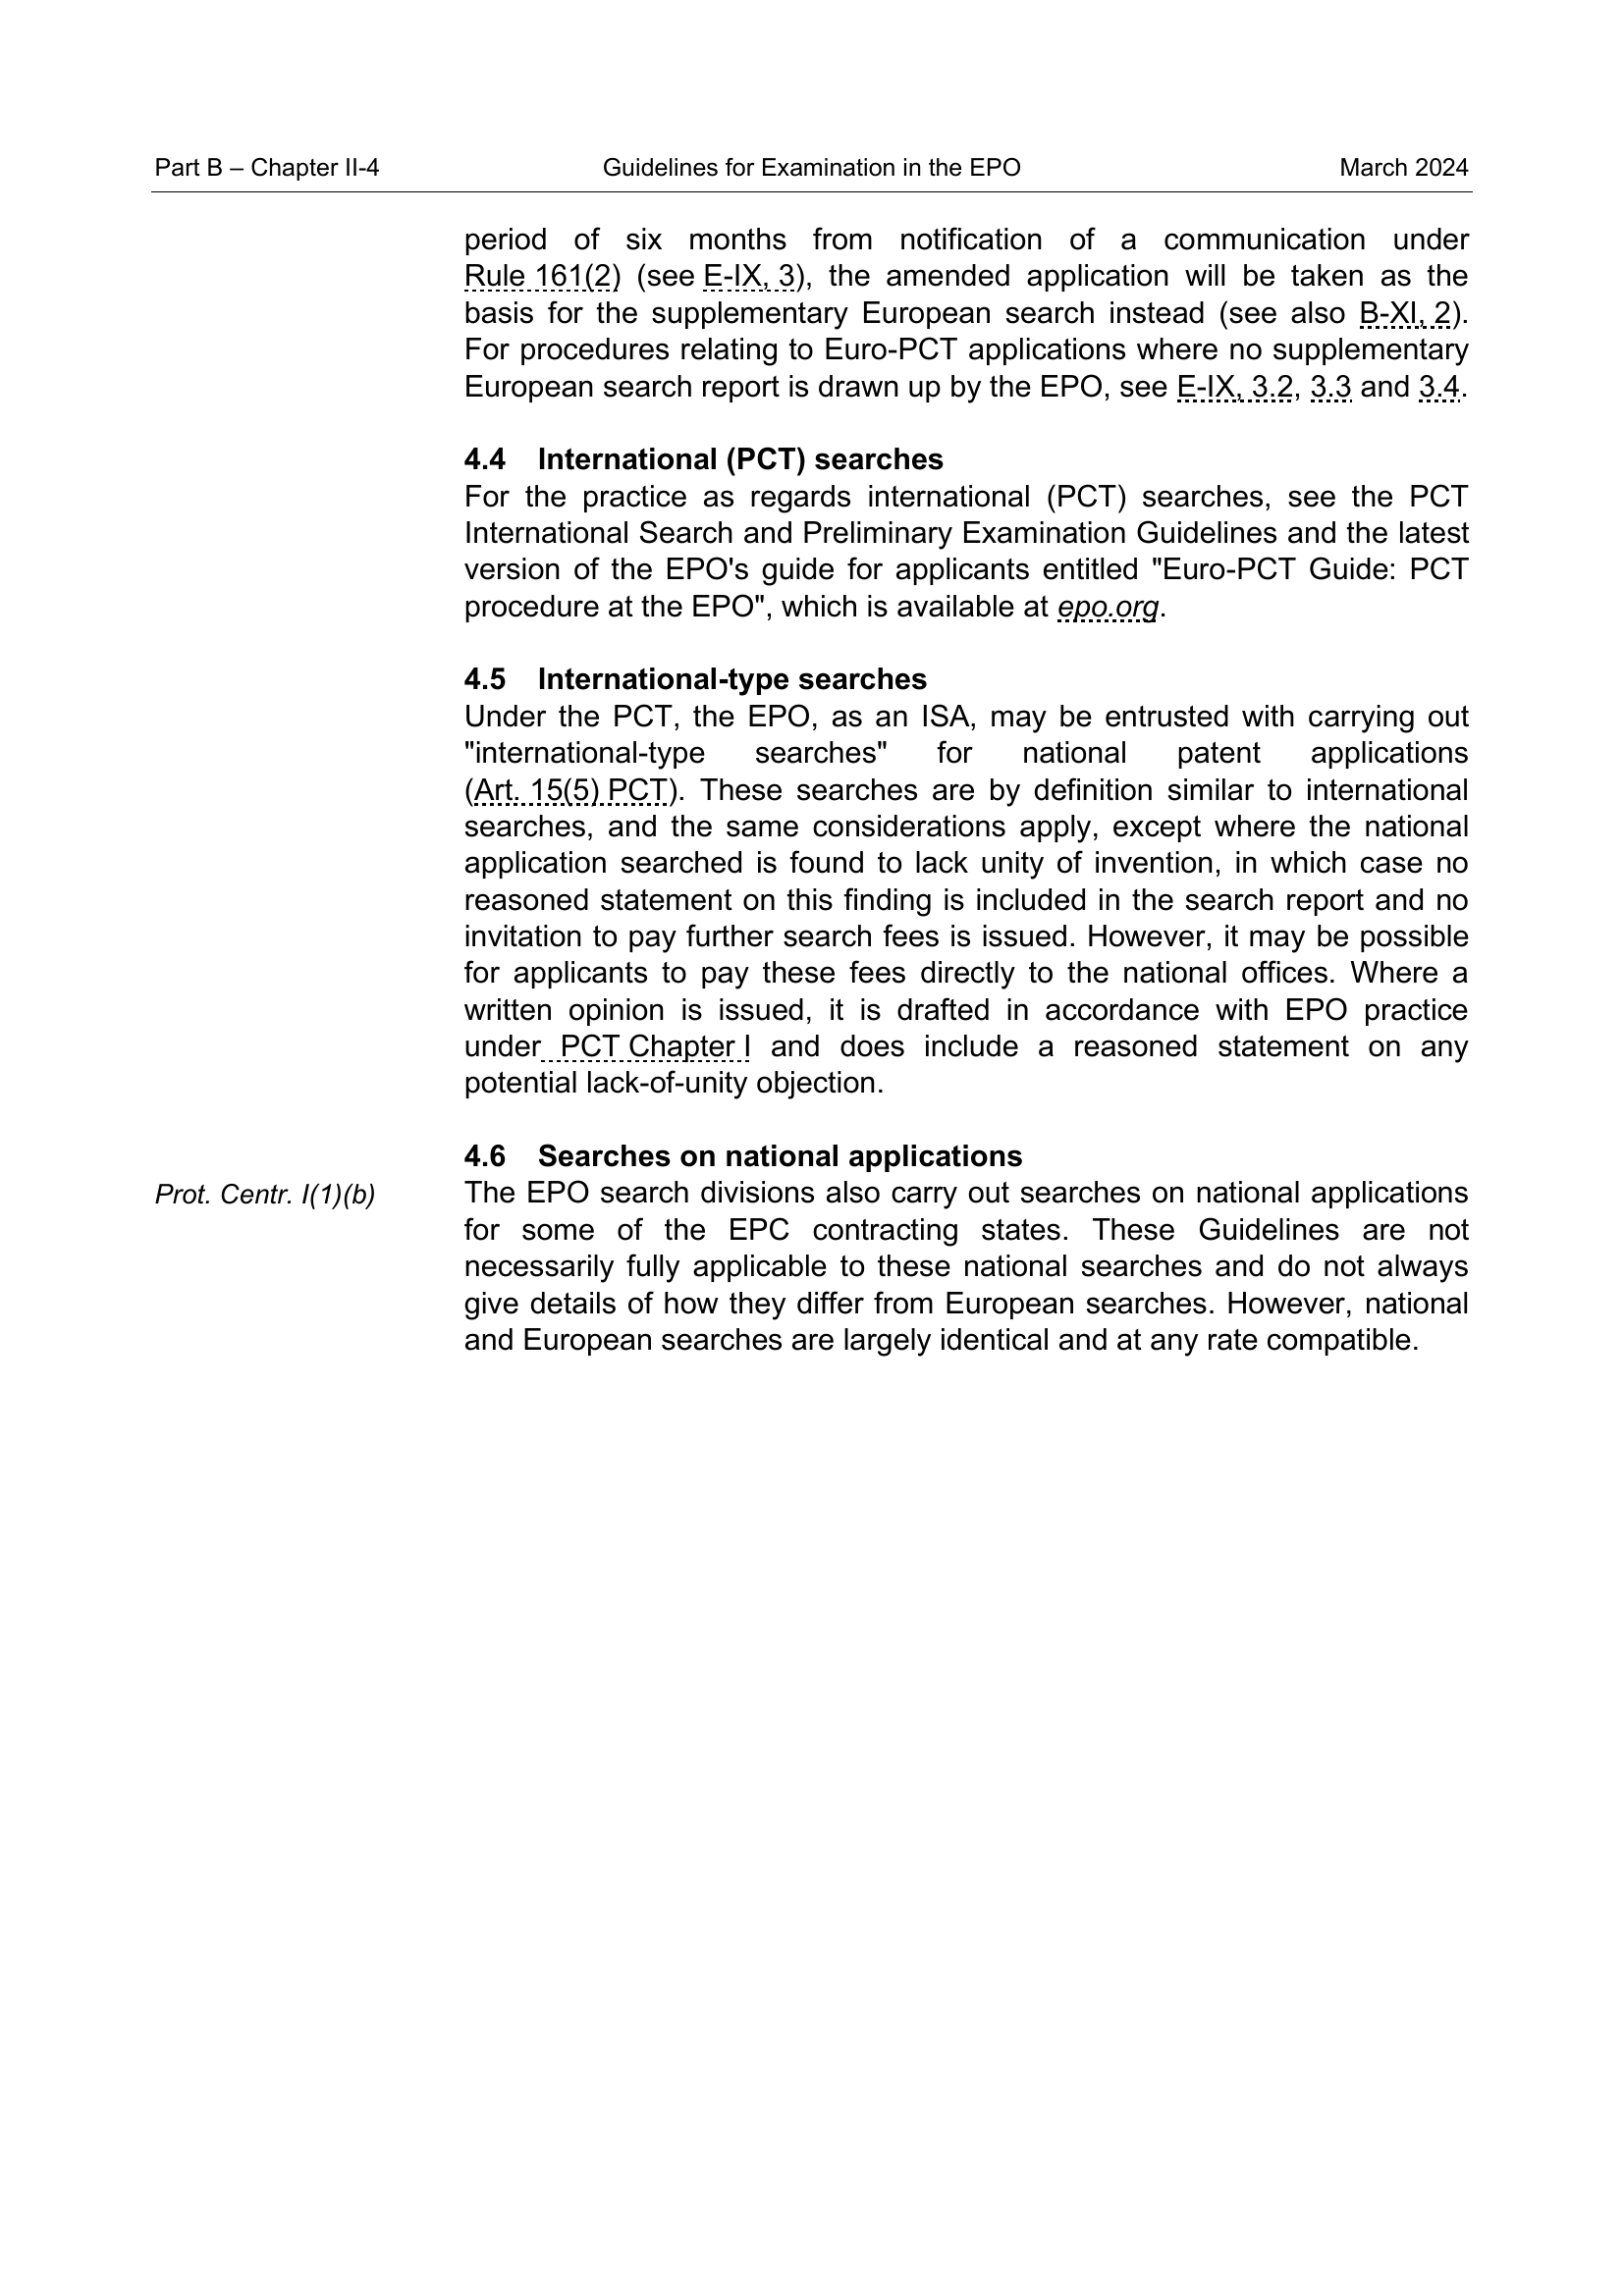 Part B – Chapter II-4 Guidelines for Examination in the EPO March 2024
period of six months from notification of a communication under
Rule 161(2) (see E-IX, 3), the amended application will be taken as the
basis for the supplementary European search instead (see also B-XI, 2).
For procedures relating to Euro-PCT applications where no supplementary
European search report is drawn up by the EPO, see E-IX, 3.2, 3.3 and 3.4.
4.4 International (PCT) searches
For the practice as regards international (PCT) searches, see the PCT
International Search and Preliminary Examination Guidelines and the latest
version of the EPO's guide for applicants entitled "Euro-PCT Guide: PCT
procedure at the EPO", which is available at epo.org.
4.5 International-type searches
Under the PCT, the EPO, as an ISA, may be entrusted with carrying out
"international-type searches" for national patent applications
(Art. 15(5) PCT). These searches are by definition similar to international
searches, and the same considerations apply, except where the national
application searched is found to lack unity of invention, in which case no
reasoned statement on this finding is included in the search report and no
invitation to pay further search fees is issued. However, it may be possible
for applicants to pay these fees directly to the national offices. Where a
written opinion is issued, it is drafted in accordance with EPO practice
under PCT Chapter I and does include a reasoned statement on any
potential lack-of-unity objection.
4.6 Searches on national applications
Prot. Centr. I(1)(b) The EPO search divisions also carry out searches on national applications
for some of the EPC contracting states. These Guidelines are not
necessarily fully applicable to these national searches and do not always
give details of how they differ from European searches. However, national
and European searches are largely identical and at any rate compatible.